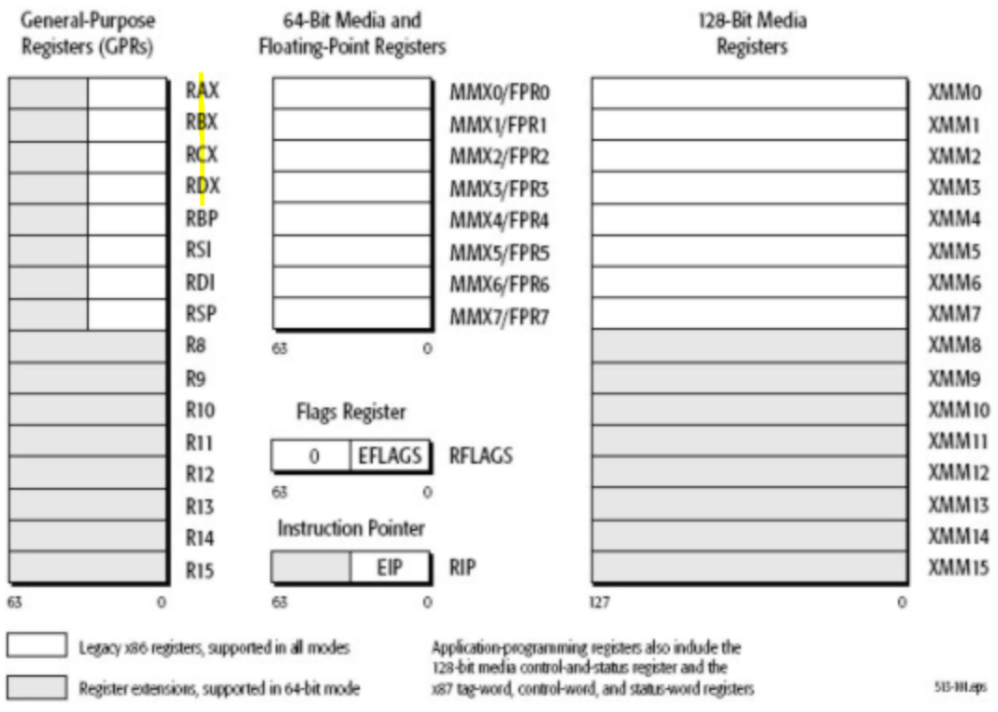 General-Purpose
Registers (GPRs)
64-Bit Media and
Floating-Point Registers
128-Bit Media
Registers
RAX
RBX
RCX
RDX
RBP
RSI
RDI
RSP
R8
R9
R10
R11
R12
R13
R14
R15
63 0
MMX0/FPR0
MMX1/FPR1
MMX2/FPR2
MMX3/FPR3
MMX4/FPR4
MMX5/FPR5
MMX6/FPR6
MMX7/FPR7
63 0
Flags Register
0 EFLAGS RFLAGS
63 0
Instruction Pointer
EIP RIP
63 0
XMM0
XMM1
XMM2
XMM3
XMM4
XMM5
XMM6
XMM7
XMM8
XMM9
XMM10
XMM11
XMM12
XMM13
XMM14
XMM15
127 0
Legacy x86 registers, supported in all modes
Register extensions, supported in 64-bit mode
Application-programming registers also include the
128-bit media control-and-status register and the
x87 tag-word, control-word, and status-word registers